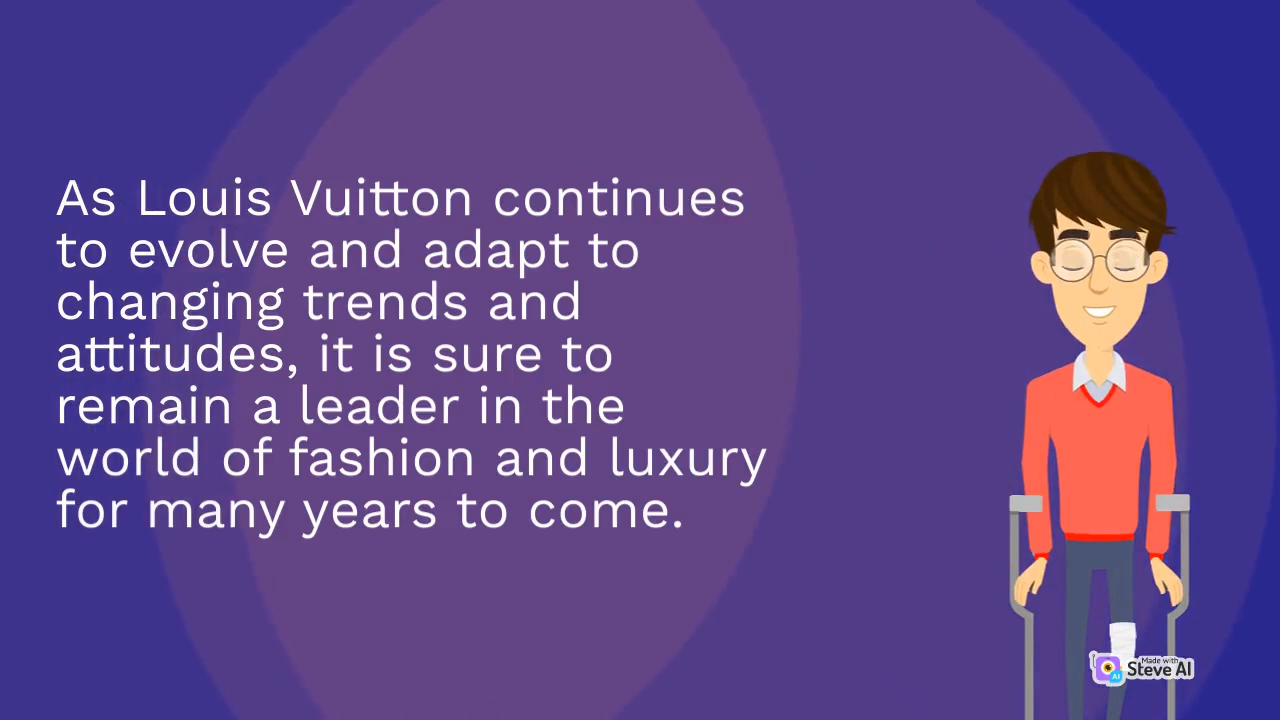 As Louis Vuitton continues
to evolve and adapt to
changing trends and
attitudes, it is sure to
remain a leader in the
world of fashion and luxury
for many years to come.
Made with
Steve AI
AI